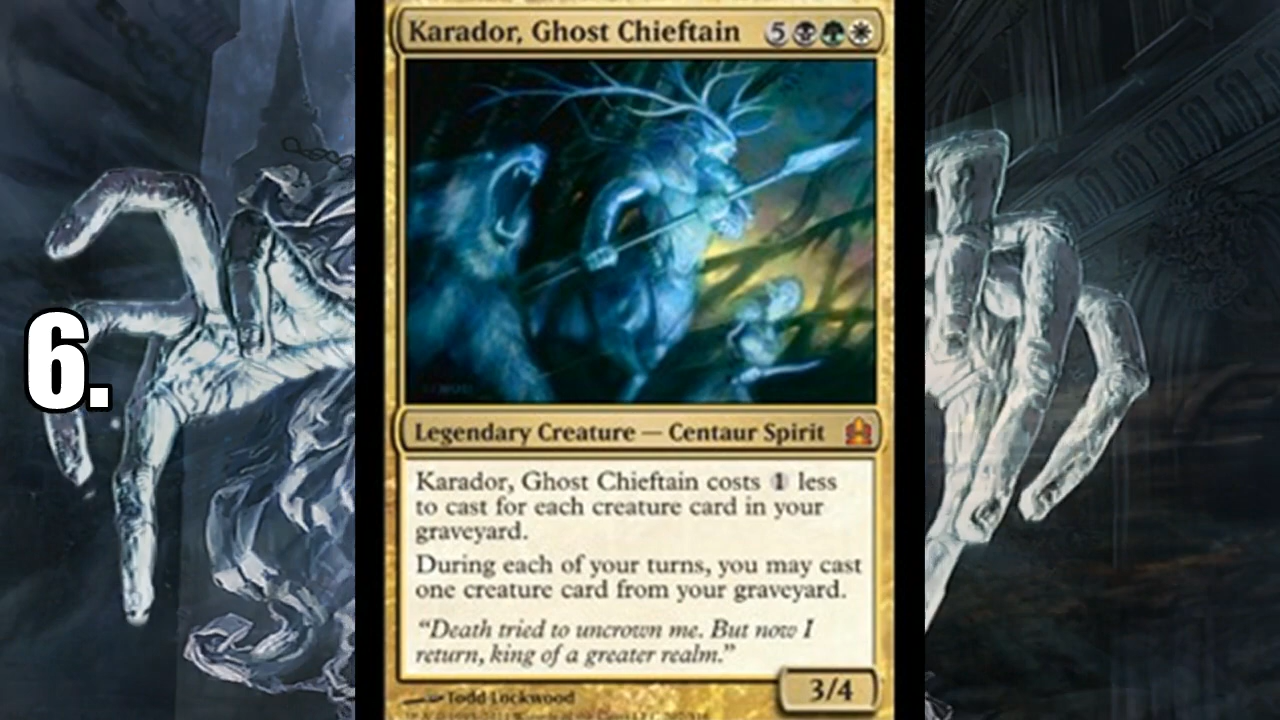 6.
Karador, Ghost Chieftain 5
Legendary Creature — Centaur Spirit
Karador, Ghost Chieftain costs 1 less
to cast for each creature card in your
graveyard.
During each of your turns, you may cast
one creature card from your graveyard.
“Death tried to uncrown me. But now I
return, king of a greater realm.”
3/4
Todd Lockwood